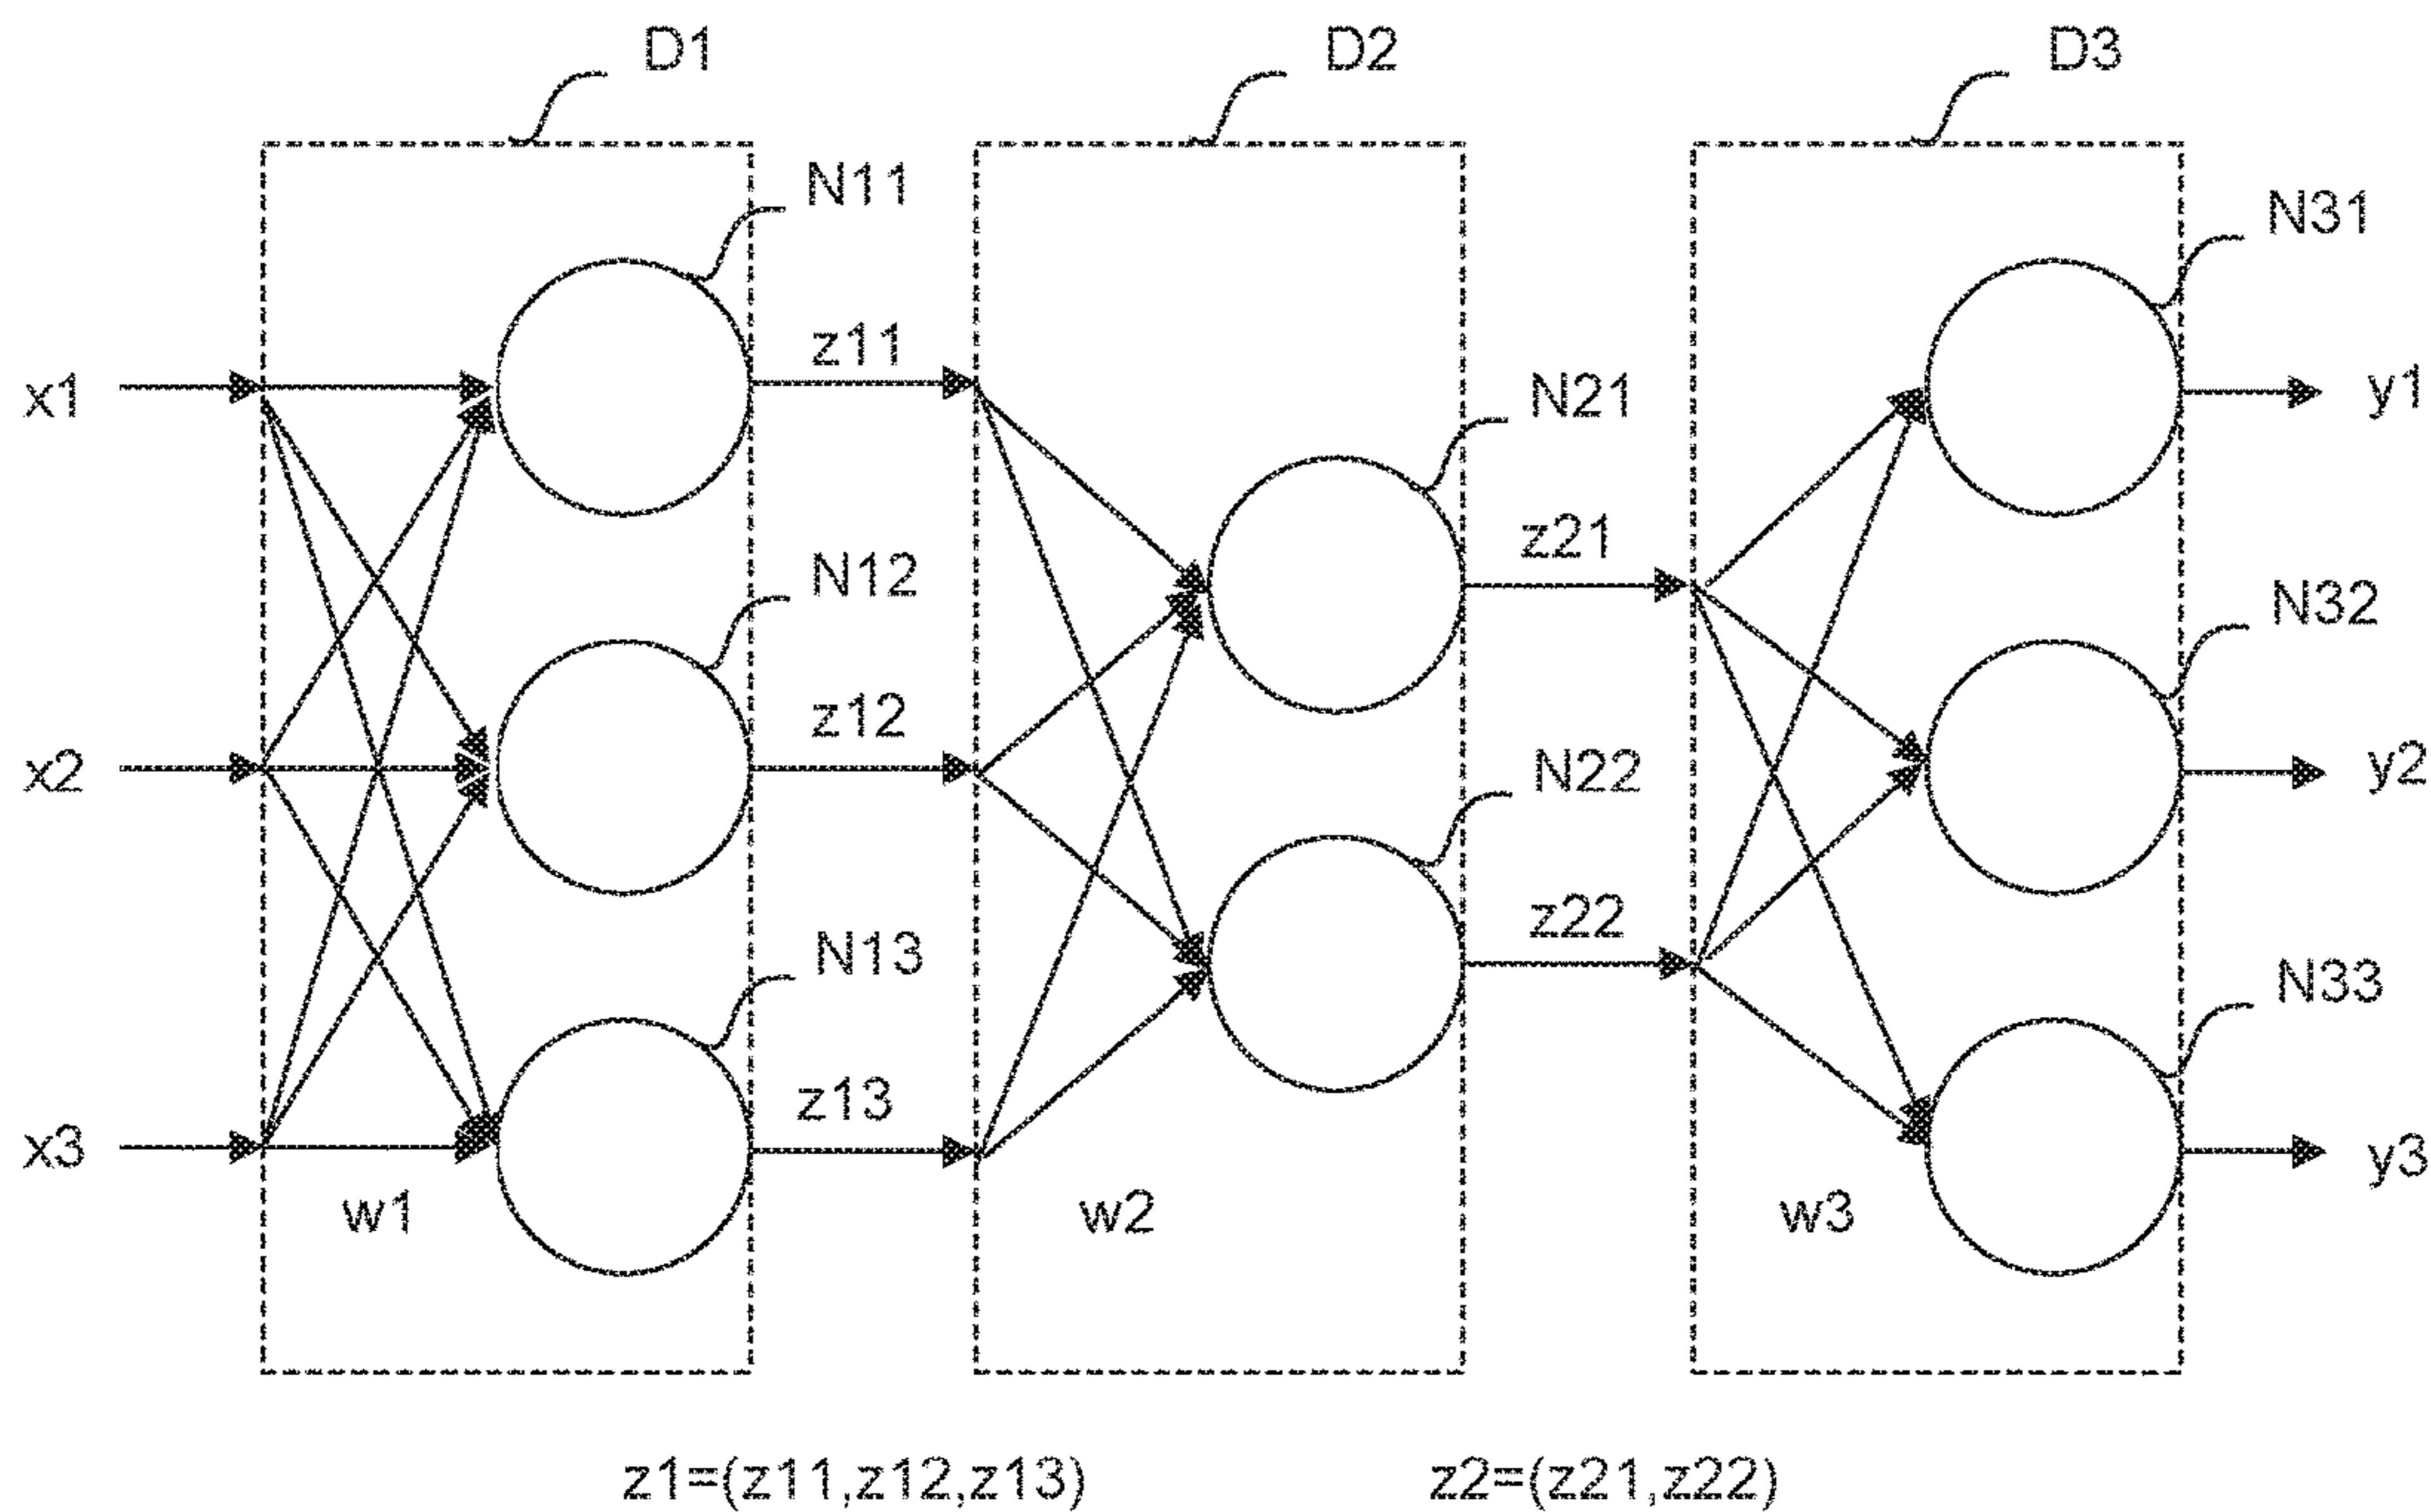 D1
D2
D3
N11
N31
z11
N21
x1
y1
z21
N12
N32
z12
N22
x2
y2
z22
N13
N33
z13
x3
y3
w1
w2
w3
z1=(z11,z12,z13)
z2=(z21,z22)